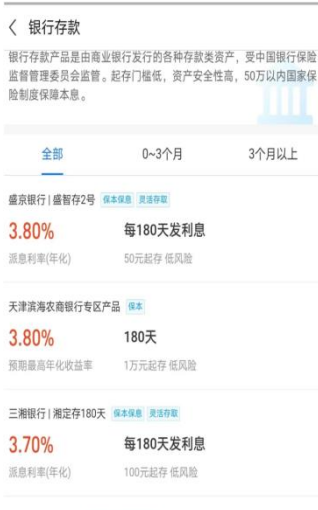 〈 银行存款
银行存款产品是由商业银行发行的各种存款类资产，受中国银行保险
监督管理委员会监管。起存门槛低，资产安全性高，50万以内国家保
险制度保障本息。
全部 0~3个月 3个月以上
盛京银行 | 盛智存2号 保本保息 灵活存取
3.80% 每180天发利息
派息利率(年化) 50元起存 低风险
天津滨海农商银行专区产品 保本
3.80% 180天
预期最高年化收益率 1万元起存 低风险
三湘银行 | 湘定存180天 保本保息 灵活存取
3.70% 每180天发利息
派息利率(年化) 100元起存 低风险